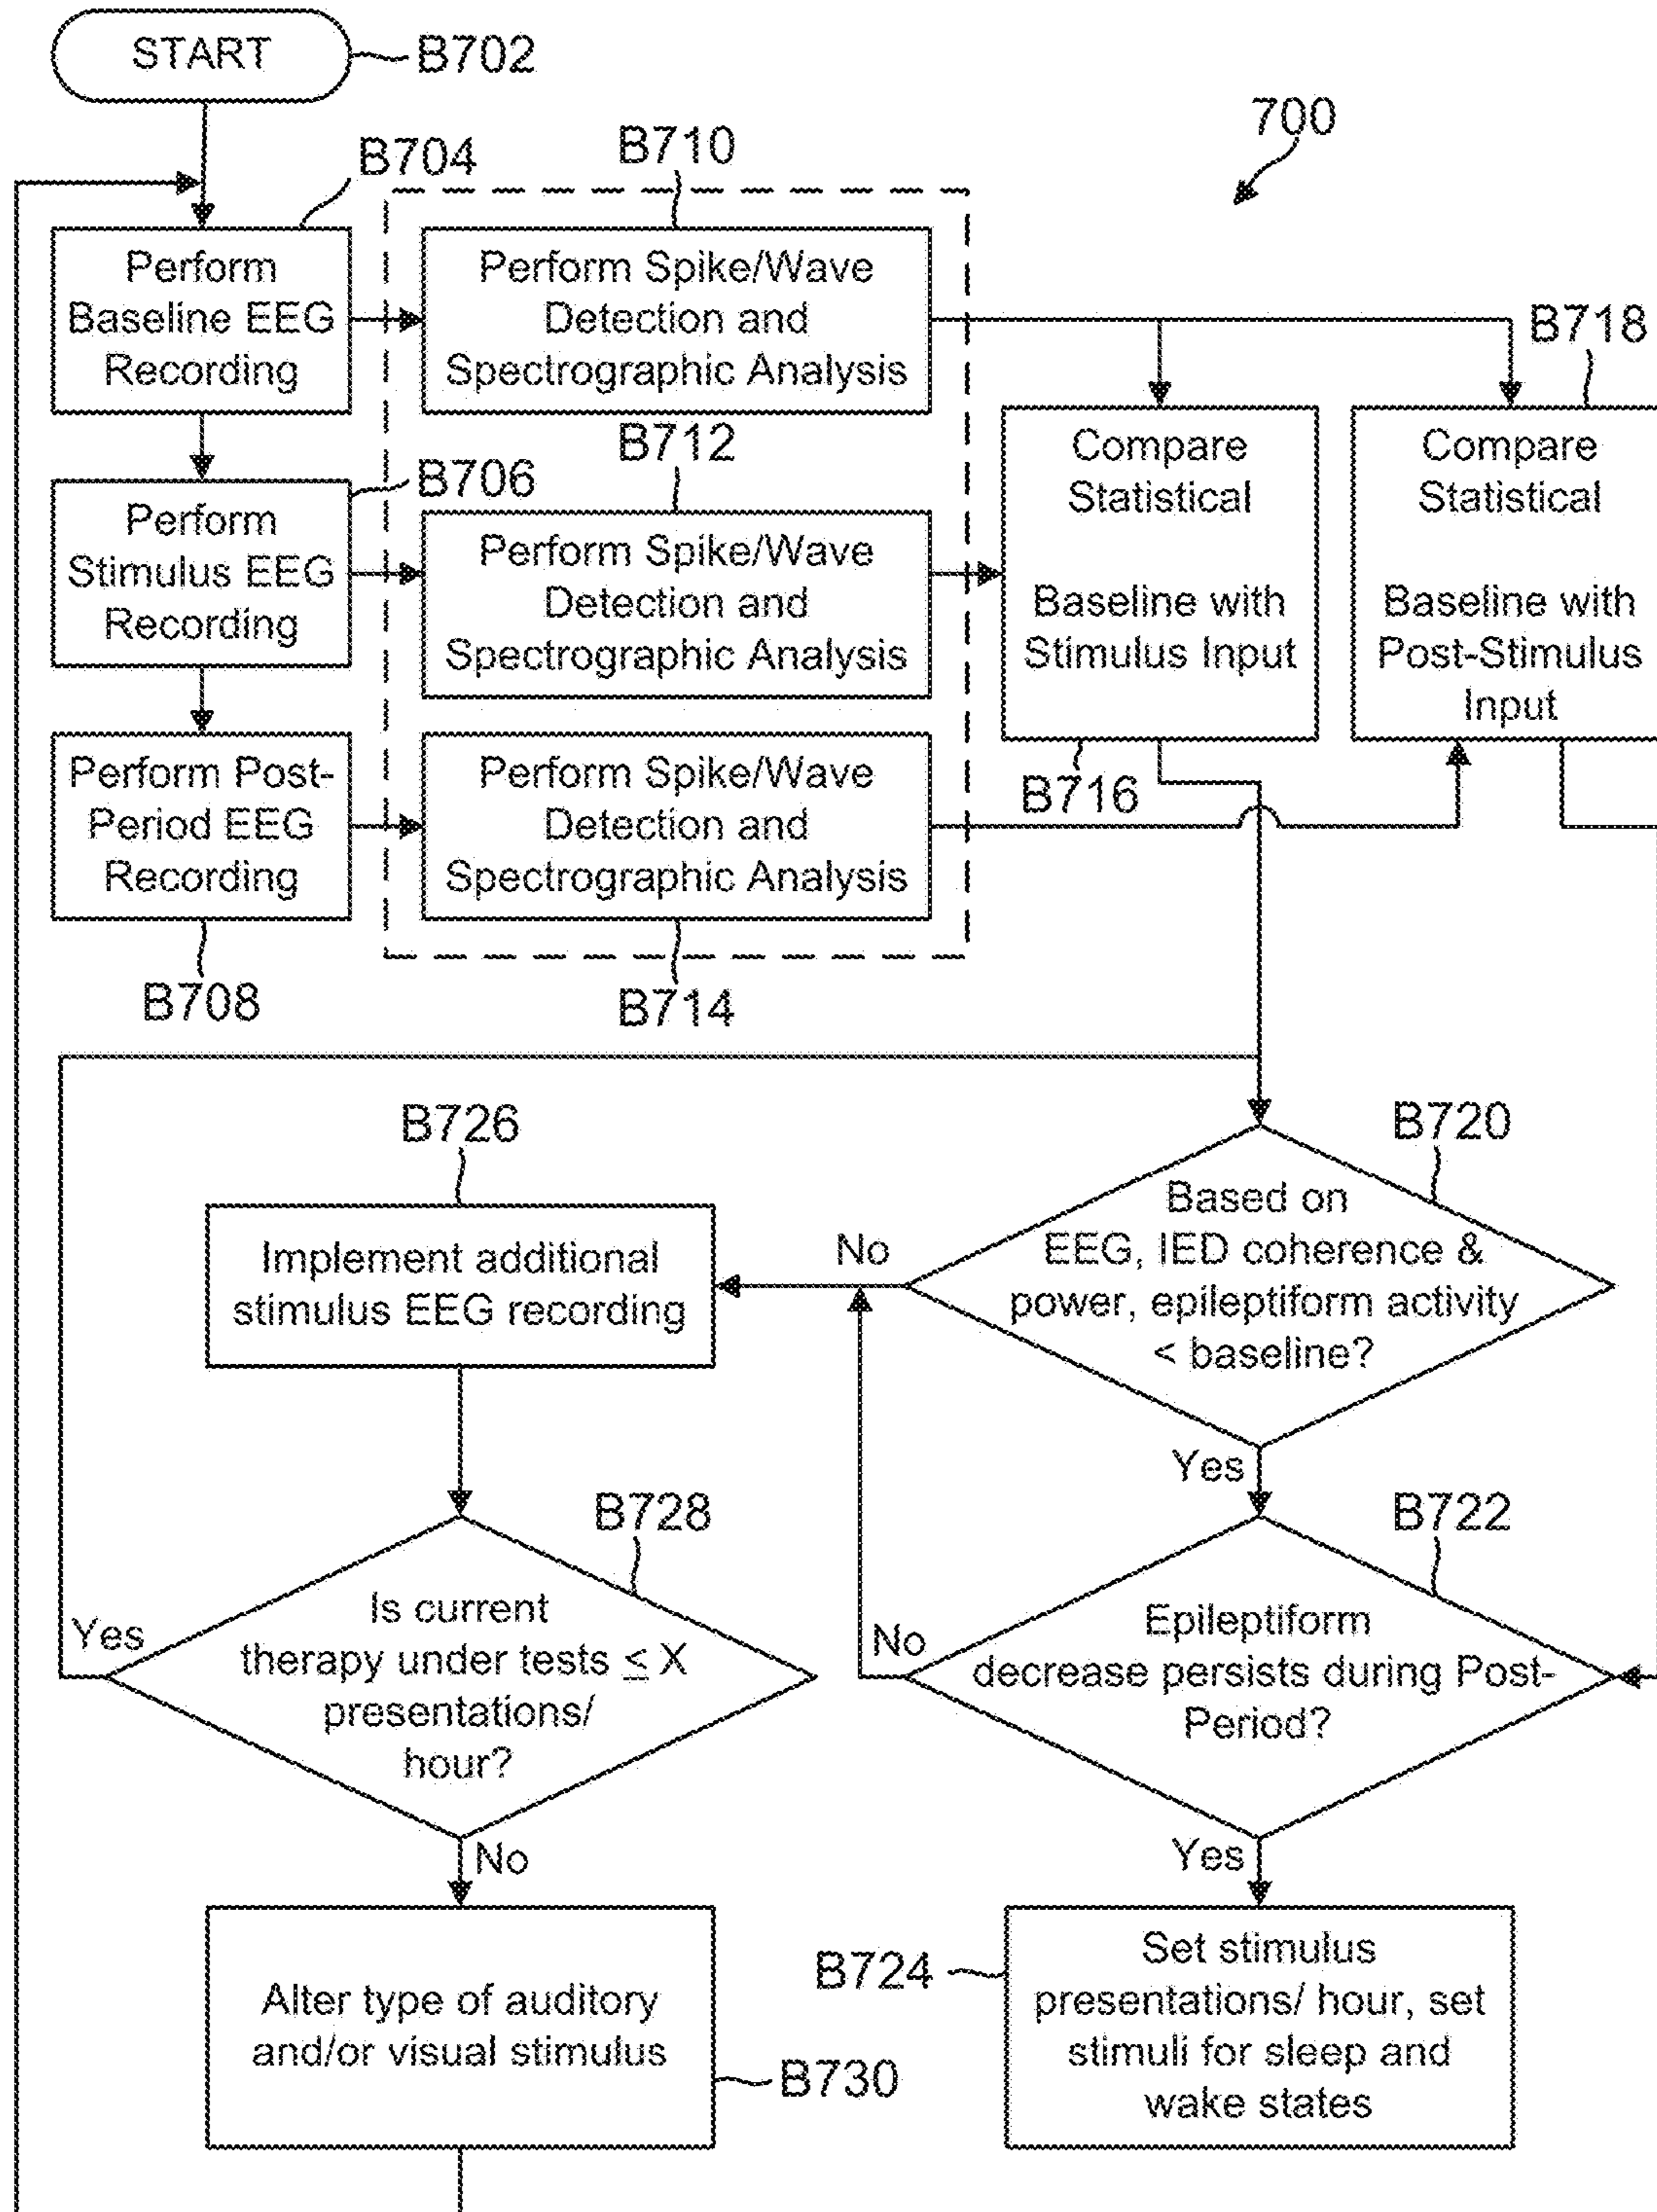 START
B702
700
B704
Perform
Baseline EEG
Recording
B710
Perform Spike/Wave
Detection and
Spectrographic Analysis
B718
Compare
Statistical
Baseline with
Post-Stimulus
Input
B706
Perform
Stimulus EEG
Recording
B712
Perform Spike/Wave
Detection and
Spectrographic Analysis
Compare
Statistical
Baseline with
Stimulus Input
B716
Perform Post-
Period EEG
Recording
B708
Perform Spike/Wave
Detection and
Spectrographic Analysis
B714
B726
Implement additional
stimulus EEG recording
No
B720
Based on
EEG, IED coherence &
power, epileptiform activity
< baseline?
Yes
B728
Is current
therapy under tests ≤ X
presentations/
hour?
Yes
No
B722
Epileptiform
decrease persists during Post-
Period?
No
Yes
Alter type of auditory
and/or visual stimulus
B730
B724
Set stimulus
presentations/ hour, set
stimuli for sleep and
wake states